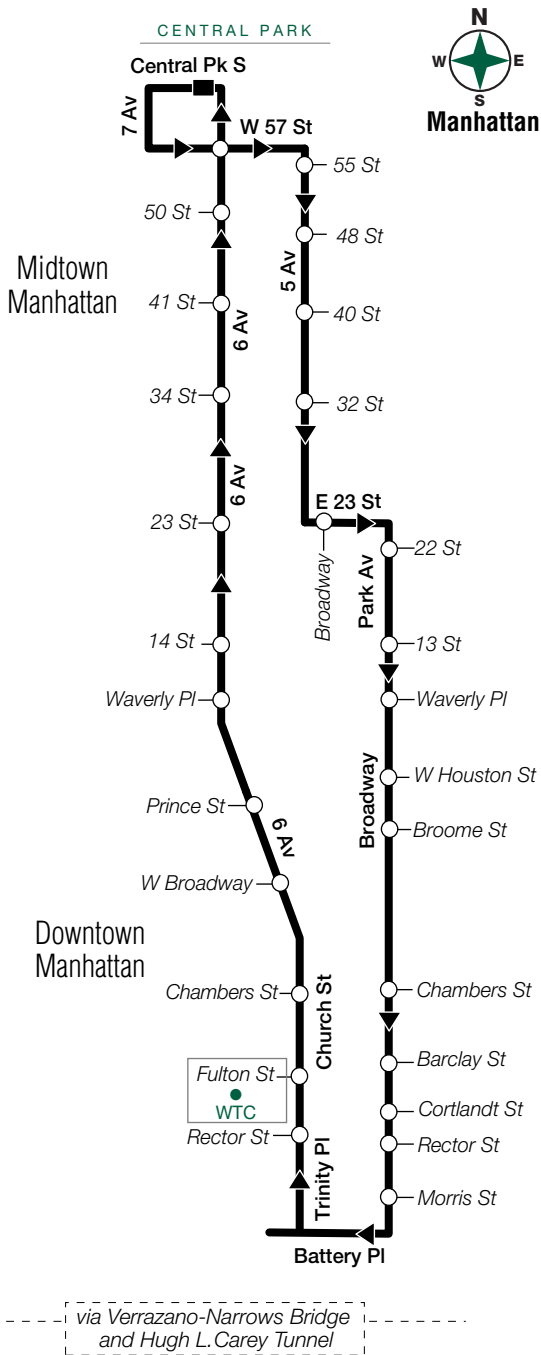 CENTRAL PARK
N
W
E
S
Manhattan
Central Pk S
7 Av
W 57 St
55 St
50 St
48 St
5 Av
Midtown
Manhattan
41 St
6 Av
40 St
34 St
32 St
6 Av
23 St
E 23 St
Broadway
Park Av
22 St
14 St
13 St
Waverly Pl
Waverly Pl
Broadway
W Houston St
Prince St
6 Av
Broome St
W Broadway
Downtown
Manhattan
Chambers St
Church St
Chambers St
Fulton St
WTC
Barclay St
Cortlandt St
Rector St
Trinity Pl
Rector St
Morris St
Battery Pl
via Verrazano-Narrows Bridge
and Hugh L.Carey Tunnel